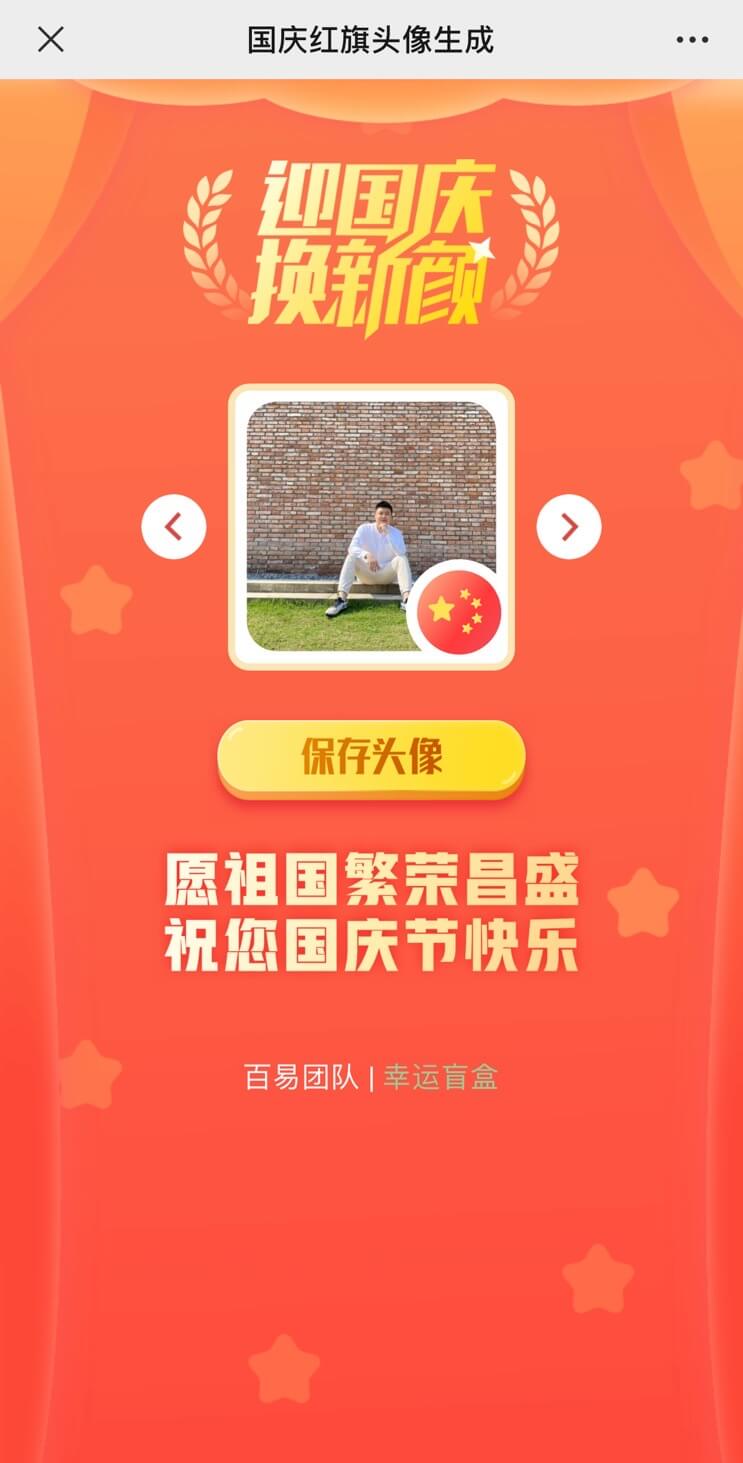 国庆红旗头像生成
迎国庆
换新颜
保存头像
愿祖国繁荣昌盛
祝您国庆节快乐
百易团队 | 幸运盲盒